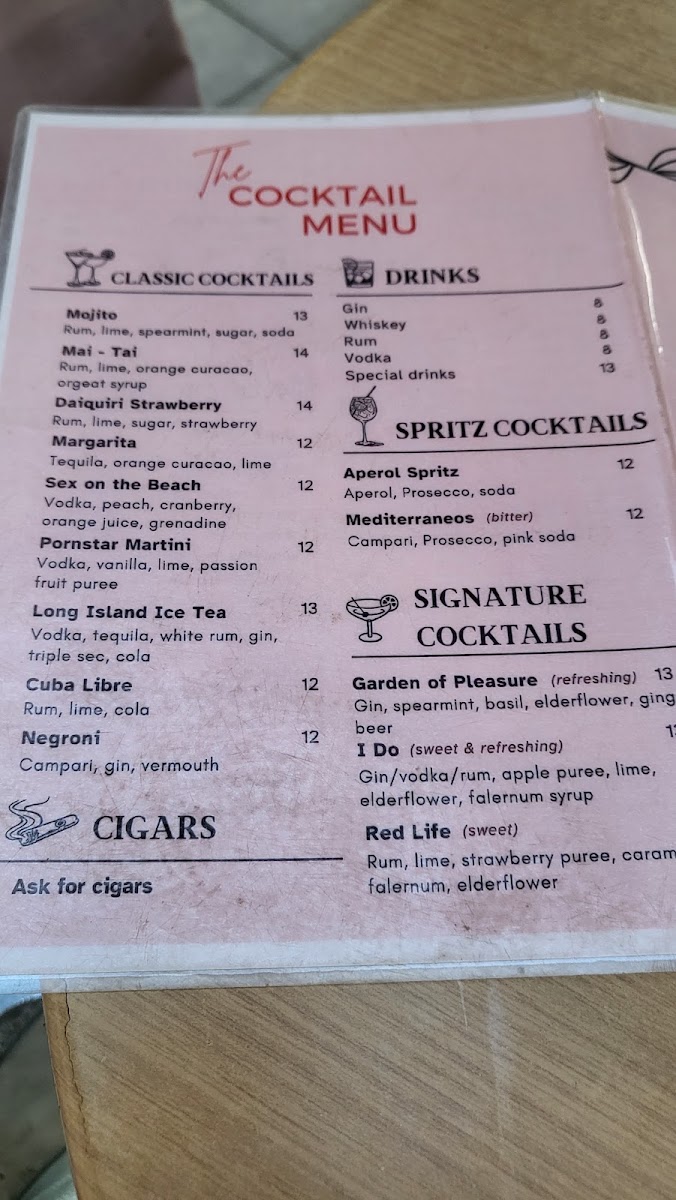 The
COCKTAIL
MENU
CLASSIC COCKTAILS
Mojito 13
Rum, lime, spearmint, sugar, soda
Mai - Tai 14
Rum, lime, orange curacao,
orgeat syrup
Daiquiri Strawberry 14
Rum, lime, sugar, strawberry
Margarita 12
Tequila, orange curacao, lime
Sex on the Beach 12
Vodka, peach, cranberry,
orange juice, grenadine
Pornstar Martini 12
Vodka, vanilla, lime, passion
fruit puree
Long Island Ice Tea 13
Vodka, tequila, white rum, gin,
triple sec, cola
Cuba Libre 12
Rum, lime, cola
Negroni 12
Campari, gin, vermouth
CIGARS
Ask for cigars
DRINKS
Gin 8
Whiskey 8
Rum 8
Vodka 8
Special drinks 13
SPRITZ COCKTAILS
Aperol Spritz 12
Aperol, Prosecco, soda
Mediterraneos (bitter) 12
Campari, Prosecco, pink soda
SIGNATURE
COCKTAILS
Garden of Pleasure (refreshing) 13
Gin, spearmint, basil, elderflower, ging
beer
I Do (sweet & refreshing)
Gin/vodka/rum, apple puree, lime,
elderflower, falernum syrup
Red Life (sweet)
Rum, lime, strawberry puree, caram
falernum, elderflower